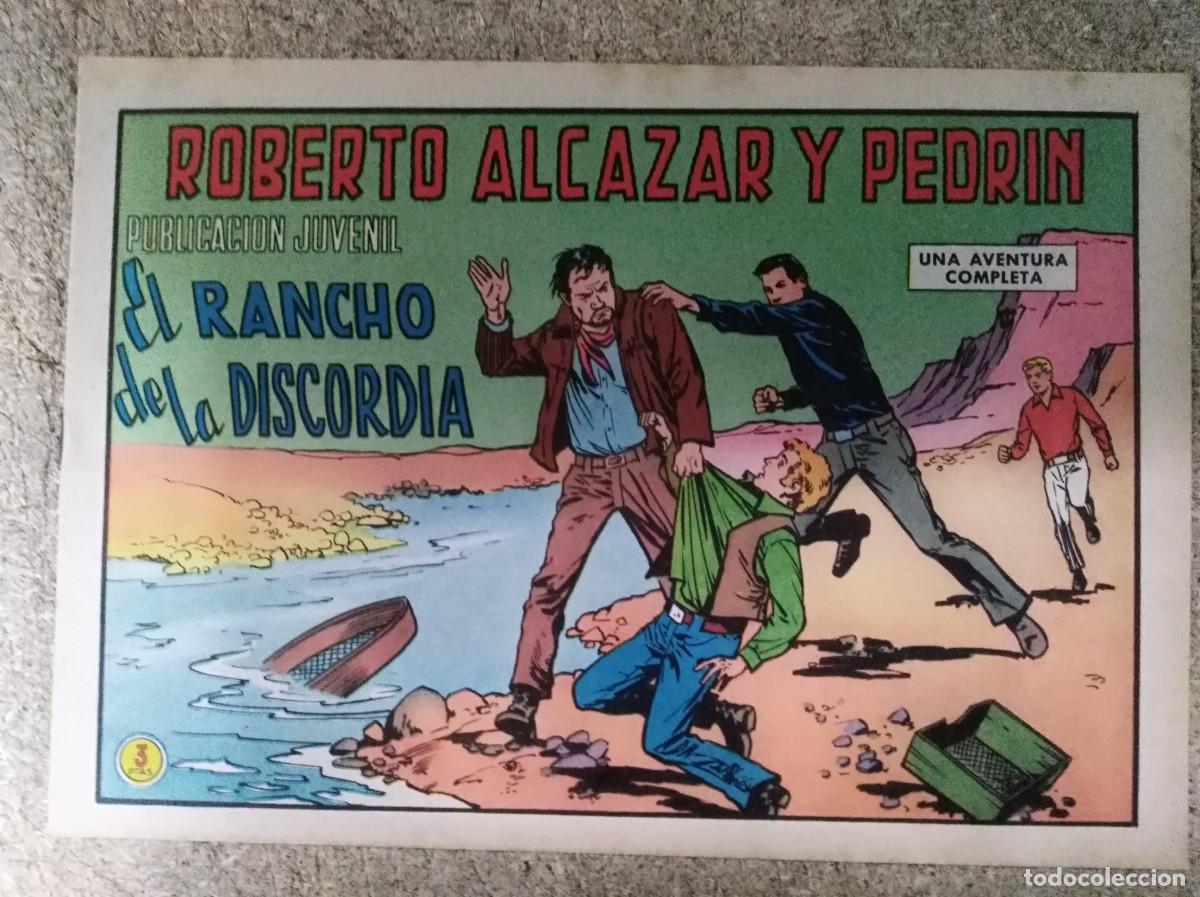 ROBERTO ALCAZAR Y PEDRIN
PUBLICACION JUVENIL
El RANCHO
de la DISCORDIA
UNA AVENTURA
COMPLETA
3
PTAS.
todocoleccion